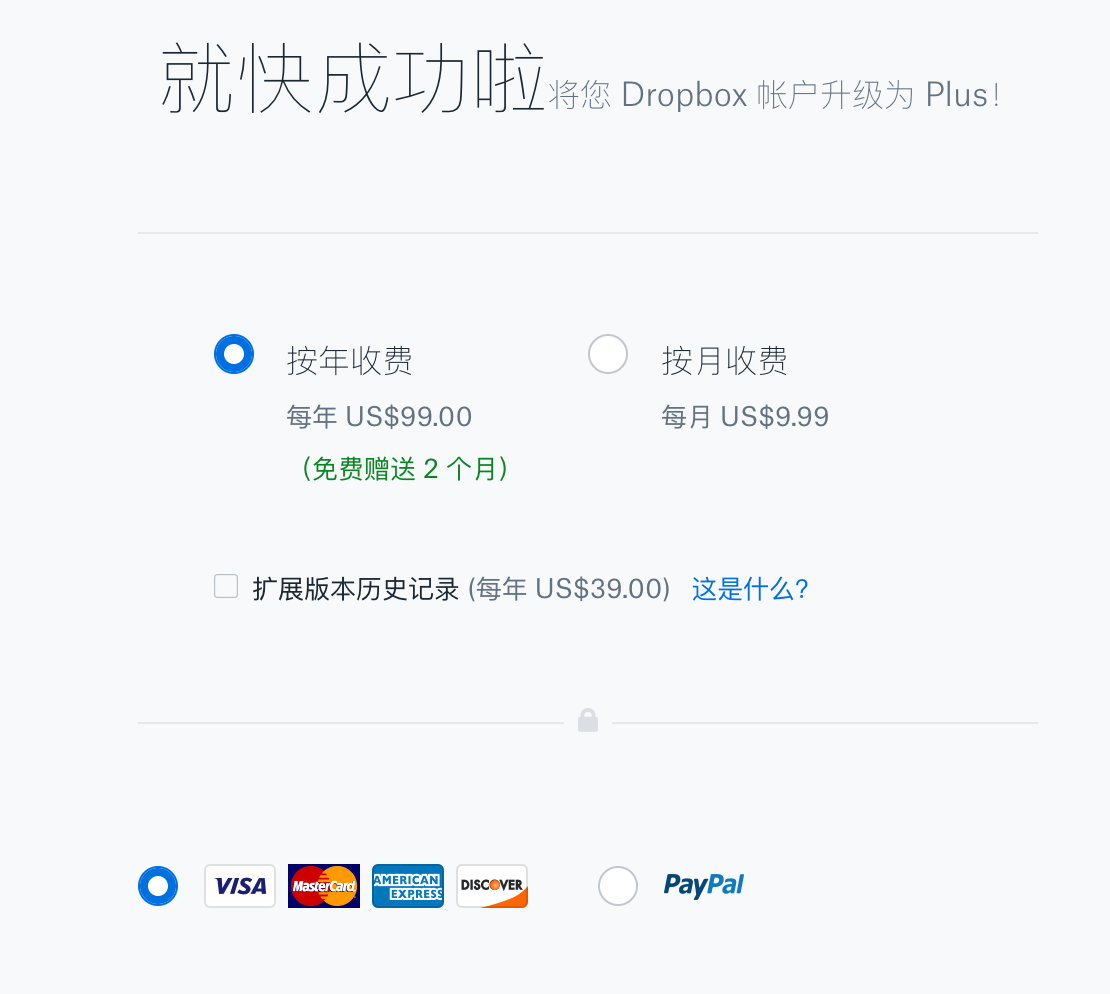 就快成功啦将您 Dropbox 帐户升级为 Plus!
按年收费 按月收费
每年 US$99.00 每月 US$9.99
(免费赠送 2 个月)
扩展版本历史记录 (每年 US$39.00) 这是什么?
VISA MasterCard AMERICAN EXPRESS DISCOVER PayPal